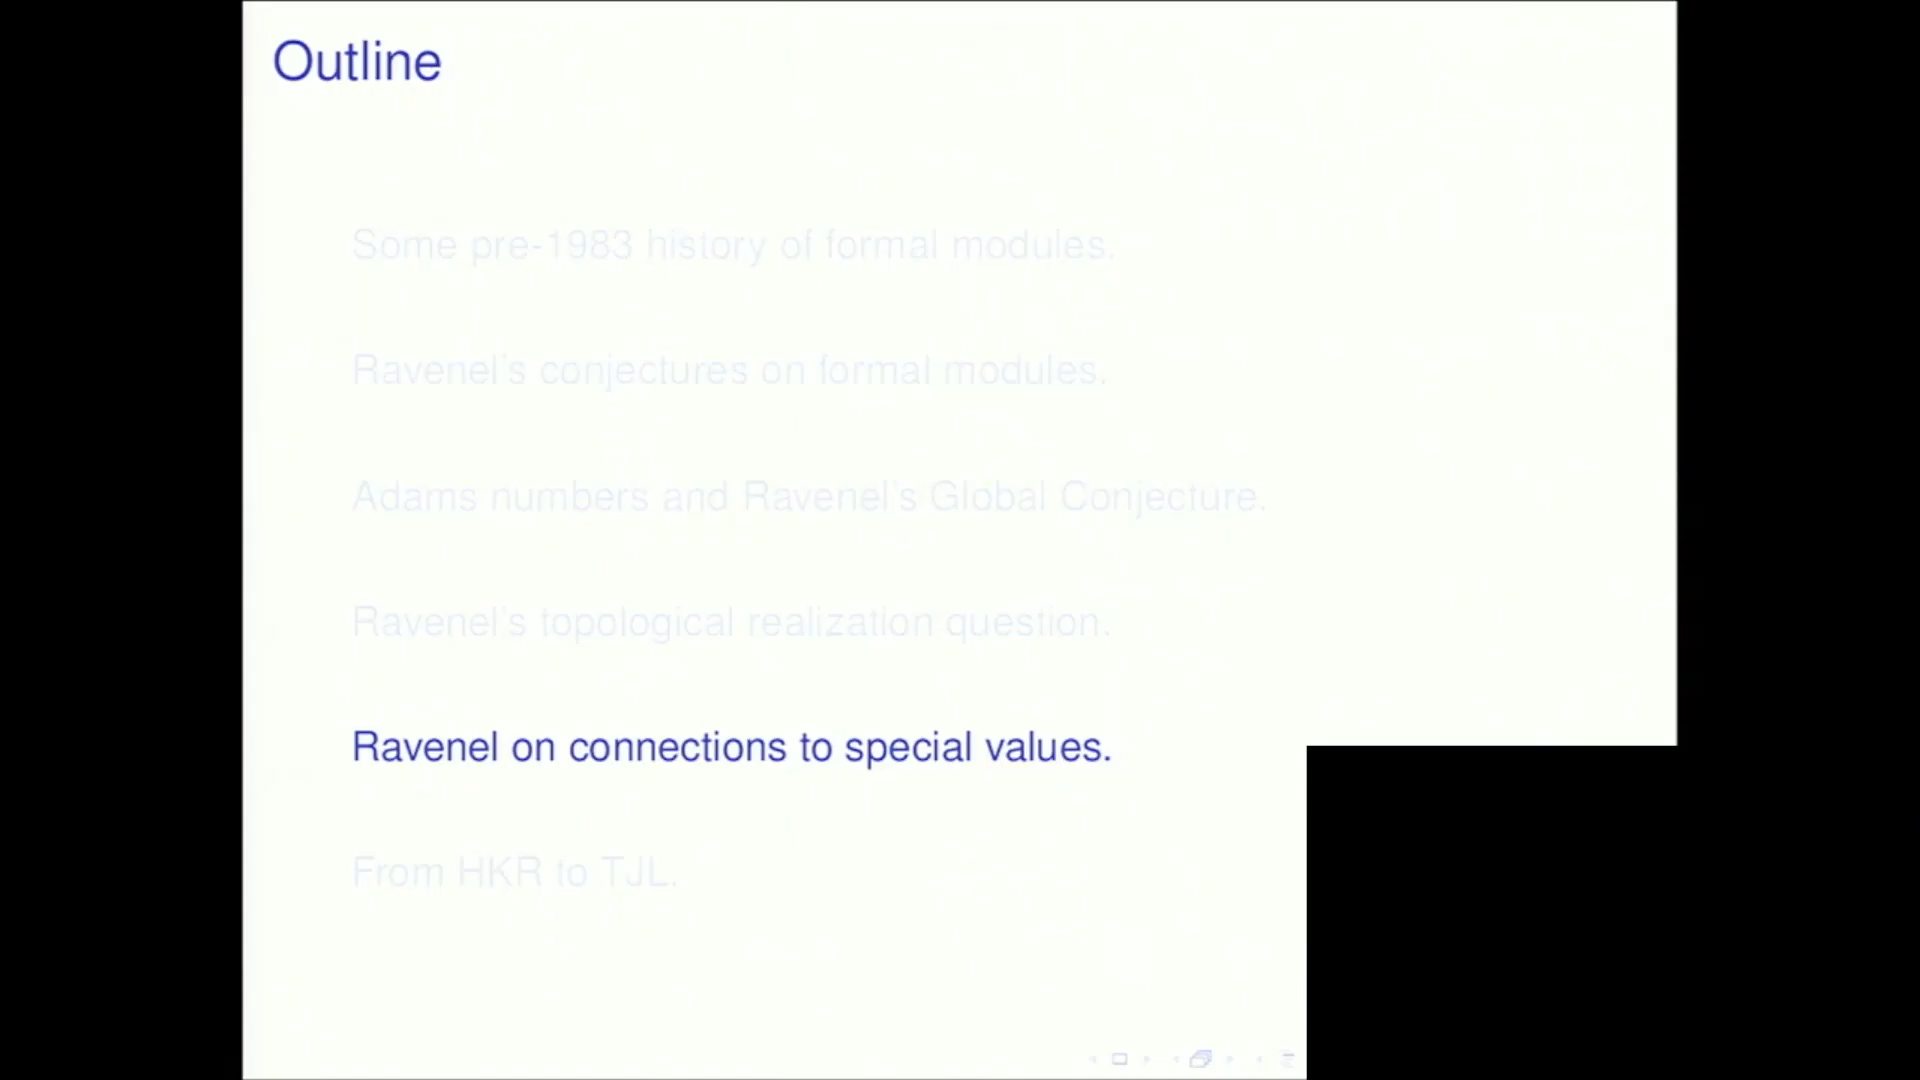 Outline
Some pre-1983 history of formal modules.
Ravenel's conjectures on formal modules.
Adams numbers and Ravenel's Global Conjecture.
Ravenel's topological realization question.
Ravenel on connections to special values.
From HKR to TJL.